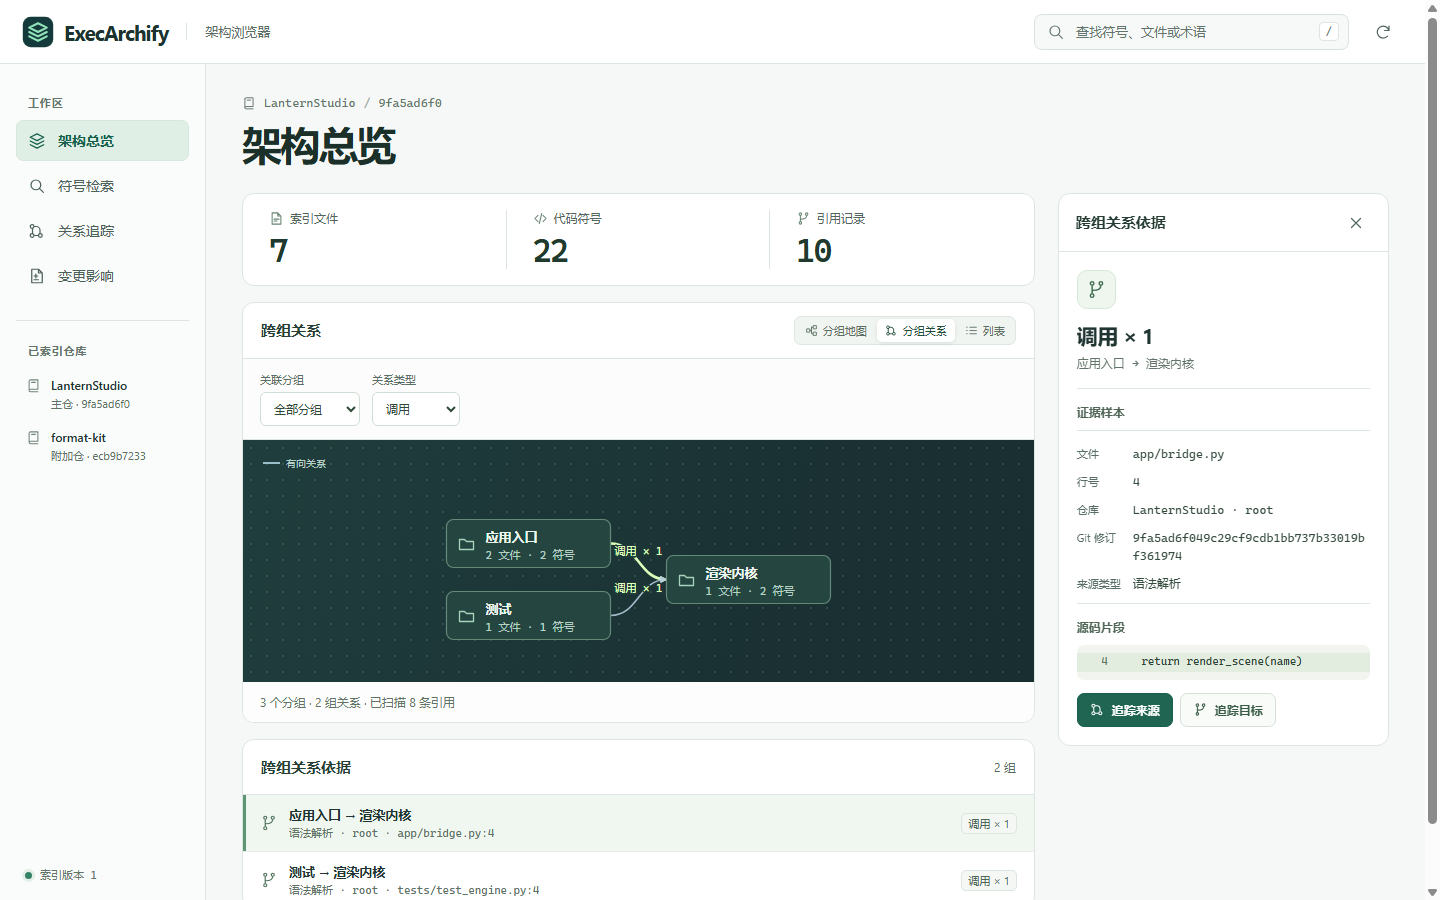 ExecArchify
架构浏览器
查找符号、文件或术语
/
工作区
架构总览
符号检索
关系追踪
变更影响
已索引仓库
LanternStudio
主仓 · 9fa5ad6f0
format-kit
附加仓 · ecb9b7233
索引版本 1
LanternStudio / 9fa5ad6f0
架构总览
索引文件
7
代码符号
22
引用记录
10
跨组关系
分组地图
分组关系
列表
关联分组
关系类型
全部分组
调用
有向关系
应用入口
2 文件 · 2 符号
调用 × 1
渲染内核
1 文件 · 2 符号
调用 × 1
测试
1 文件 · 1 符号
3 个分组 · 2 组关系 · 已扫描 8 条引用
跨组关系依据
2 组
应用入口 → 渲染内核
语法解析 · root · app/bridge.py:4
调用 × 1
测试 → 渲染内核
语法解析 · root · tests/test_engine.py:4
调用 × 1
跨组关系依据
调用 × 1
应用入口 → 渲染内核
证据样本
文件 app/bridge.py
行号 4
仓库 LanternStudio · root
Git 修订 9fa5ad6f049c29cf9cdb1bb737b33019b
f361974
来源类型 语法解析
源码片段
4 return render_scene(name)
追踪来源
追踪目标